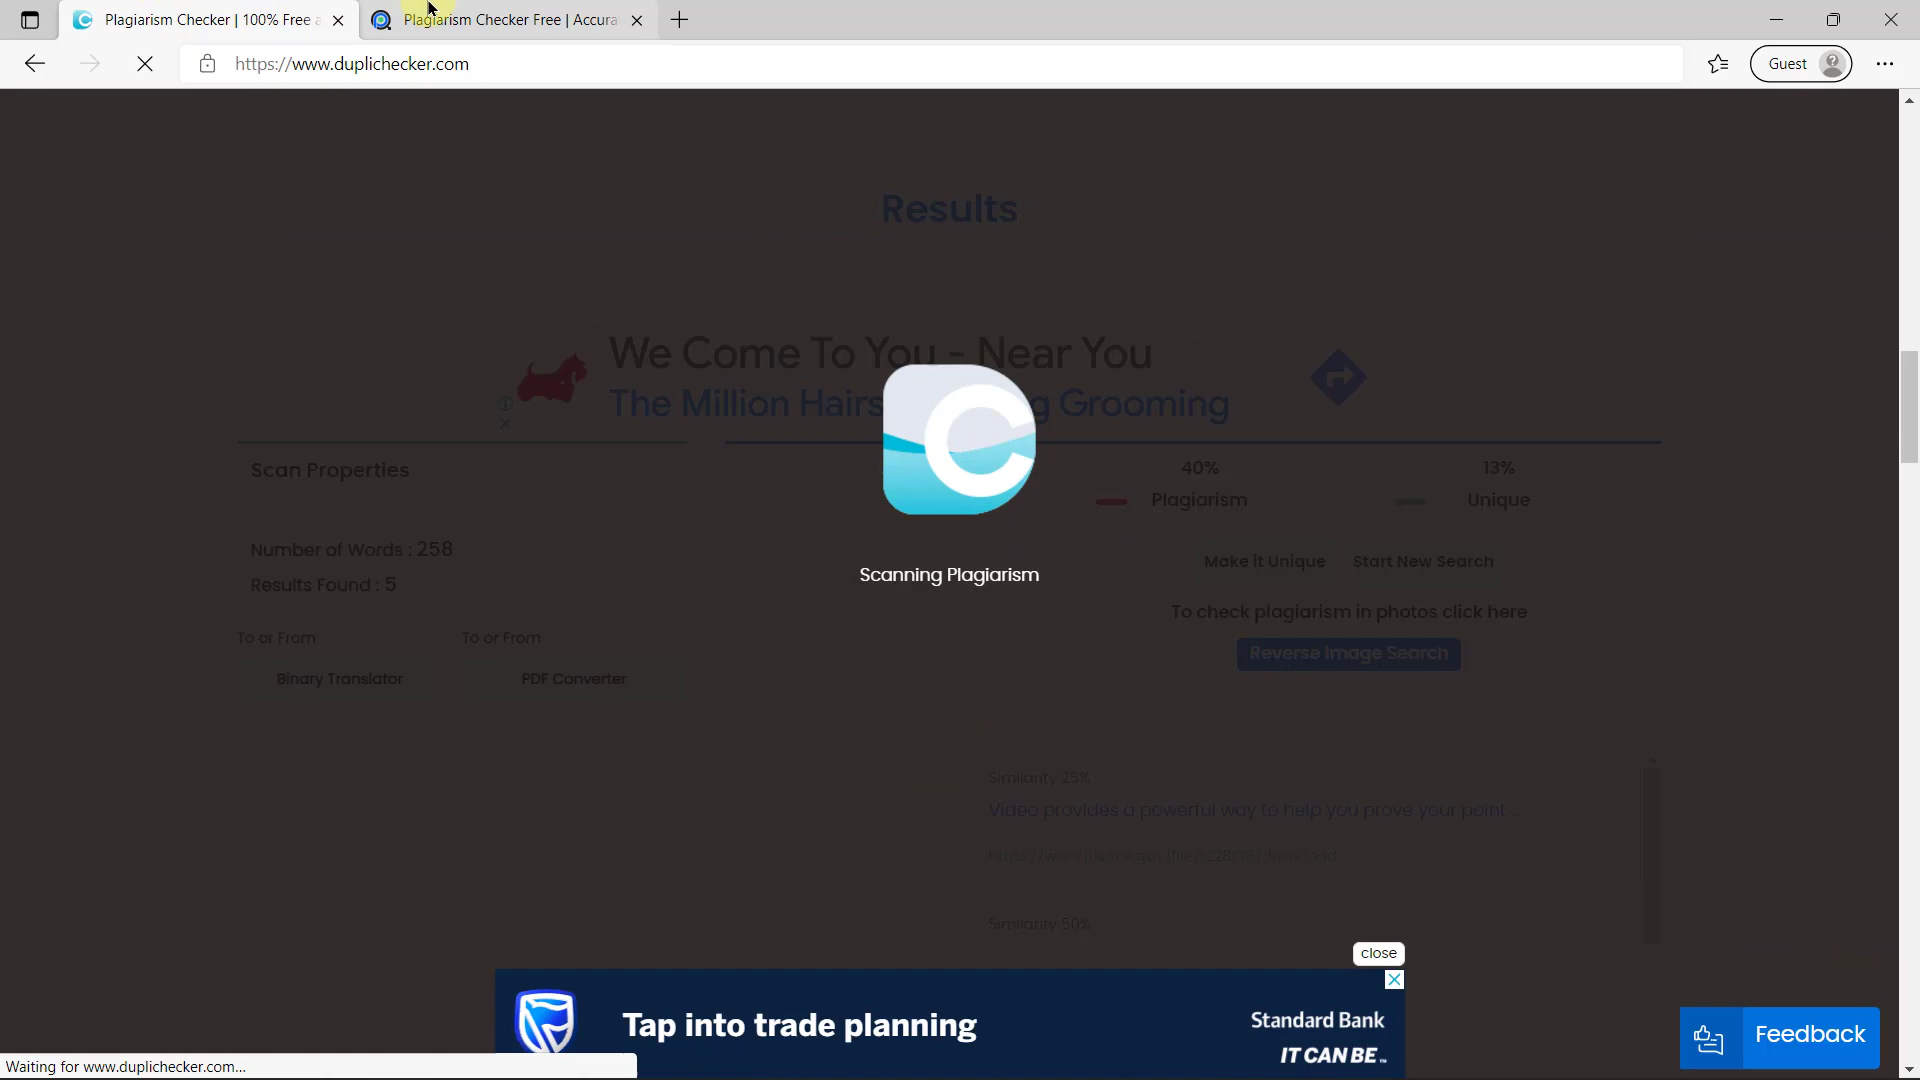 Plagiarism Checker | 100% Free a
Plagiarism Checker Free | Accura
https://www.duplichecker.com
Guest
Results
We Come To You - Near You
The Million Hairs g Grooming
Scan Properties
40%
13%
Plagiarism
Unique
Number of Words : 258
Make it Unique
Start New Search
Results Found : 5
Scanning Plagiarism
To check plagiarism in photos click here
To or From
To or From
Reverse Image Search
Binary Translator
PDF Converter
Similarity 25%
Video provides a powerful way to help you prove your point...
Similarity 50%
close
Tap into trade planning
Standard Bank
IT CAN BE™
Feedback
Waiting for www.duplichecker.com...